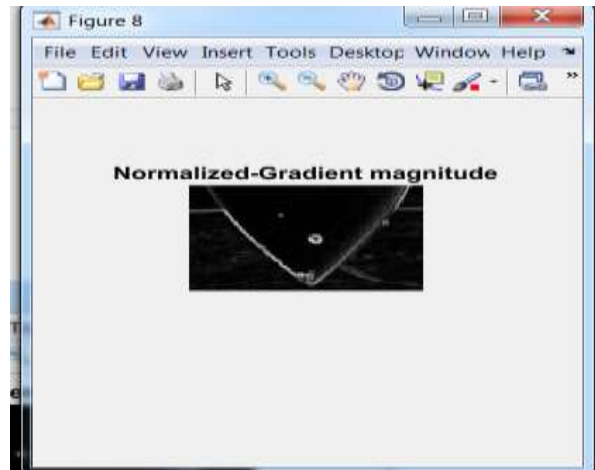 Figure 8
File Edit View Insert Tools Desktop Window Help
Normalized-Gradient magnitude